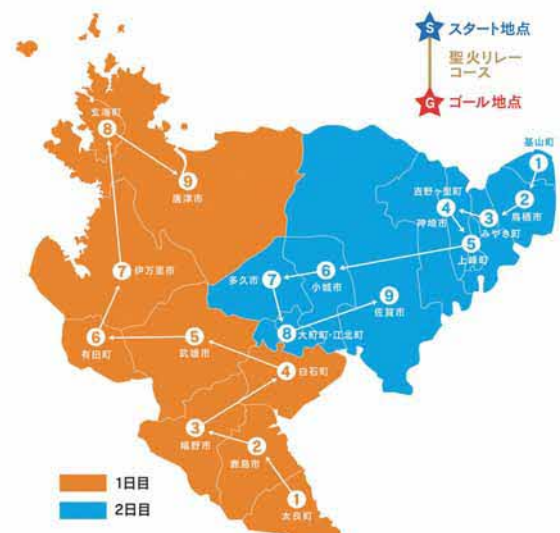 S スタート地点
聖火リレー
コース
G ゴール地点
基山町
1
2
鳥栖市
3
みやき町
吉野ヶ里町
4
神埼市
5
上峰町
6
小城市
7
多久市
8
大町町・江北町
9
佐賀市
玄海町
8
9
唐津市
7
伊万里市
6
有田町
5
武雄市
4
白石町
3
嬉野市
2
鹿島市
1
太良町
1日目
2日目